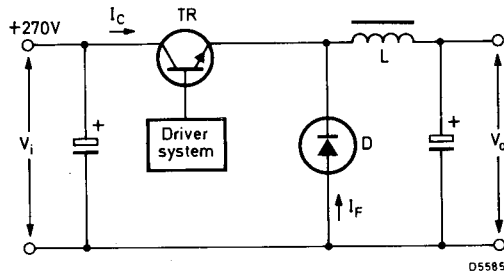 I_C
TR
+270V
L
+
+
V_i
Driver
system
D
V_o
I_F
D5585